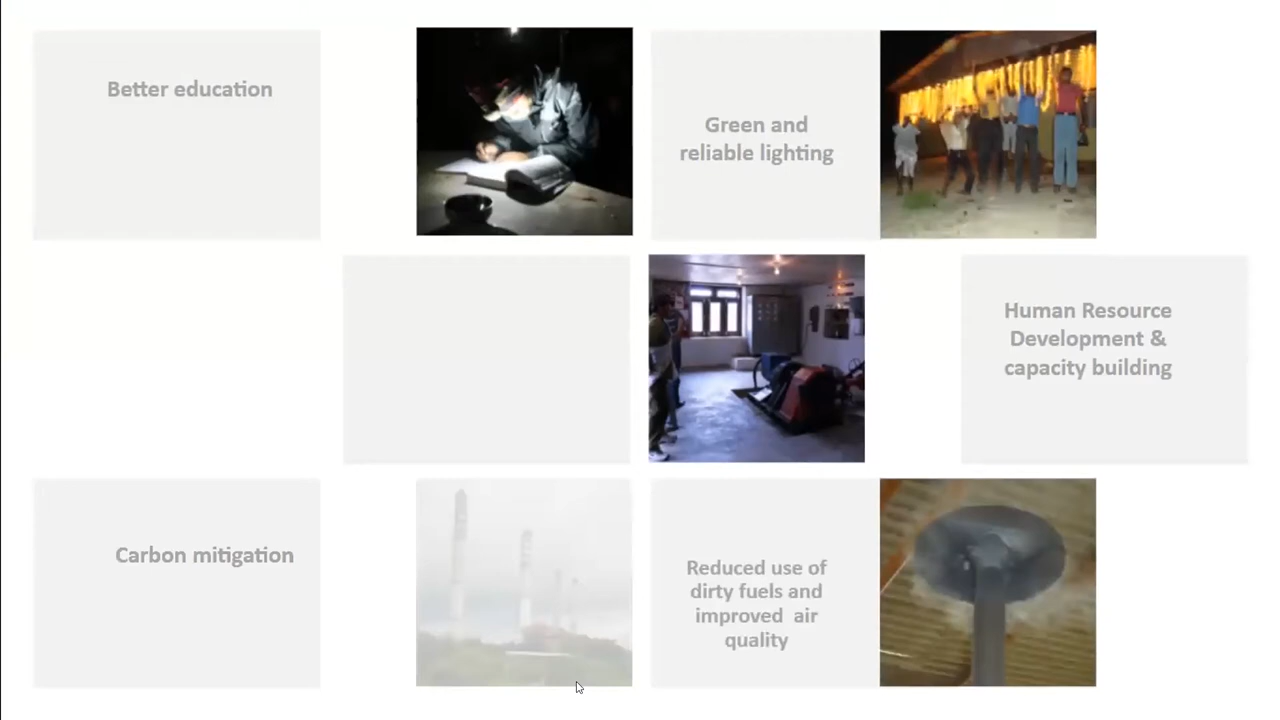 Better education
Green and
reliable lighting
Human Resource
Development &
capacity building
Carbon mitigation
Reduced use of
dirty fuels and
improved air
quality